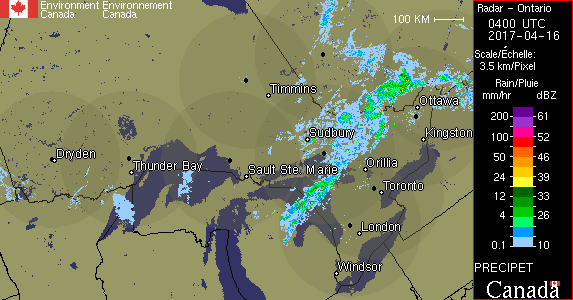 Environment Environnement
Canada Canada
100 KM
Timmins
Ottawa
Sudbury
Kingston
Dryden
Thunder Bay
Sault Ste. Marie
Orillia
Toronto
London
Windsor
Radar - Ontario
0400 UTC
2017-04-16
Scale/Échelle:
3.5 km/Pixel
Rain/Pluie
mm/hr dBZ
200 61
100 52
50 46
24 39
12 33
4 26
0.1 10
PRECIPET
Canada